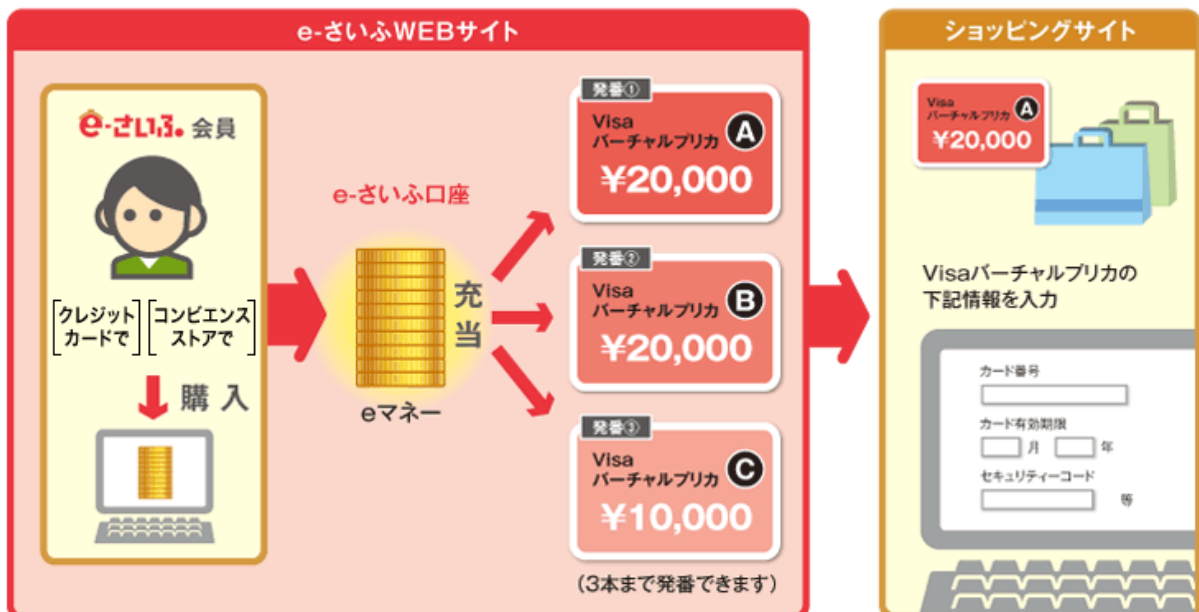 e-さいふWEBサイト
e-さいふ 会員
[クレジット
カードで]
[コンビエンス
ストアで]
購入
e-さいふ口座
eマネー
充当
発番①
Visa
バーチャルプリカ A
¥20,000
発番②
Visa
バーチャルプリカ B
¥20,000
発番③
Visa
バーチャルプリカ C
¥10,000
(3本まで発番できます)
ショッピングサイト
Visa
バーチャルプリカ A
¥20,000
Visaバーチャルプリカの
下記情報を入力
カード番号
カード有効期限
月 年
セキュリティーコード
等